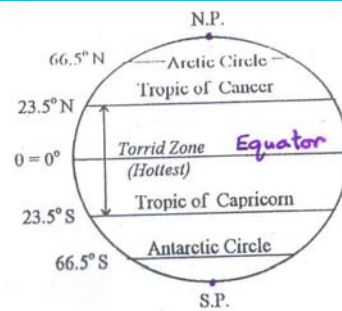 N.P.
66.5° N
Arctic Circle
Tropic of Cancer
23.5° N
Torrid Zone
Equator
0 = 0°
(Hottest)
Tropic of Capricorn
23.5° S
Antarctic Circle
66.5° S
S.P.